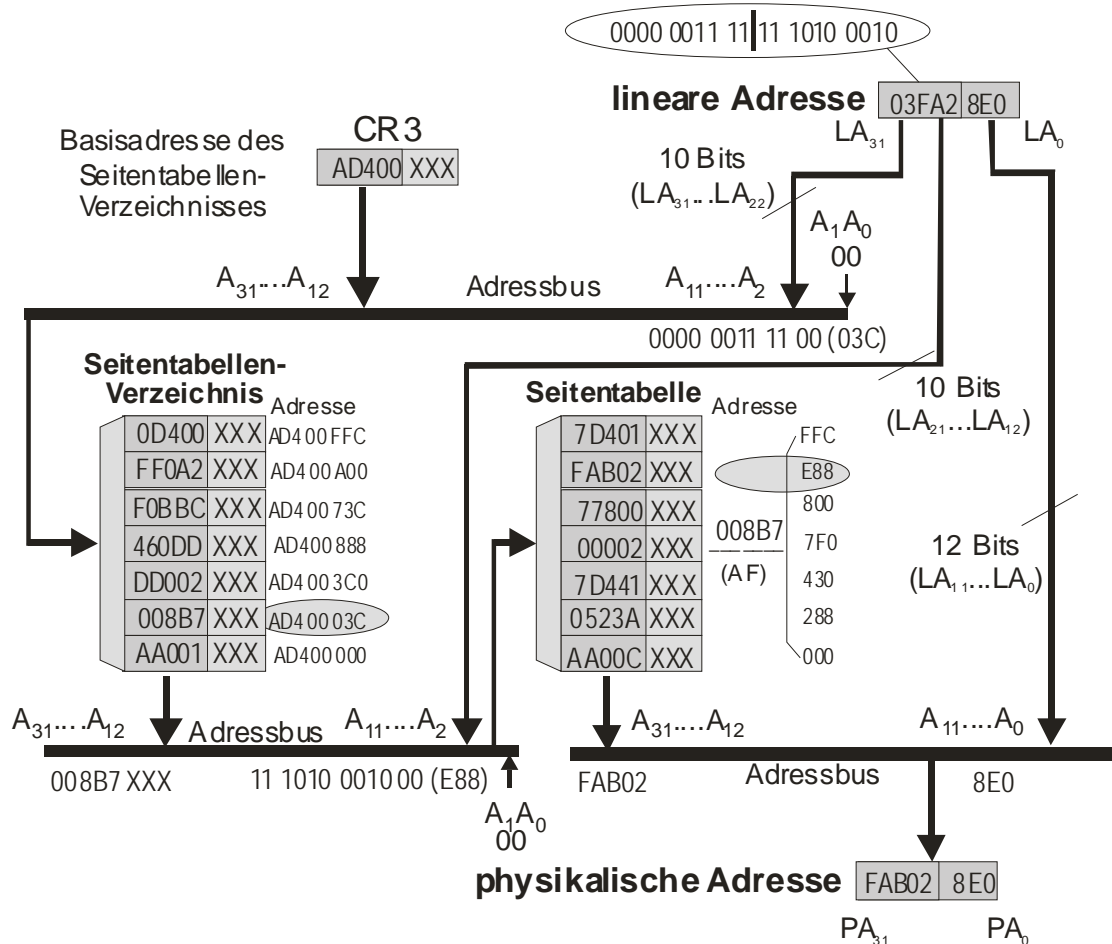 0000 0011 11 11 1010 0010
lineare Adresse 03FA2 8E0
LA31 LA0
Basisadresse des
Seitentabellen-
Verzeichnisses
CR3
AD400 XXX
10 Bits
(LA31...LA22)
A1A0
00
A31....A12 Adressbus A11....A2
0000 0011 11 00 (03C)
Seitentabellen-
Verzeichnis
Adresse
0D400 XXX AD400FFC
FF0A2 XXX AD400A00
F0BBC XXX AD40073C
460DD XXX AD400888
DD002 XXX AD4003C0
008B7 XXX AD40003C
AA001 XXX AD400000
Seitentabelle
Adresse
7D401 XXX FFC
FAB02 XXX E88
77800 XXX 800
00002 XXX 7F0
7D441 XXX 430
0523A XXX 288
AA00C XXX 000
008B7
(AF)
10 Bits
(LA21...LA12)
12 Bits
(LA11...LA0)
A31....A12 Adressbus A11....A2
008B7 XXX 11 1010 0010 00 (E88)
A1A0
00
A31....A12 A11....A0
FAB02 Adressbus 8E0
physikalische Adresse FAB02 8E0
PA31 PA0